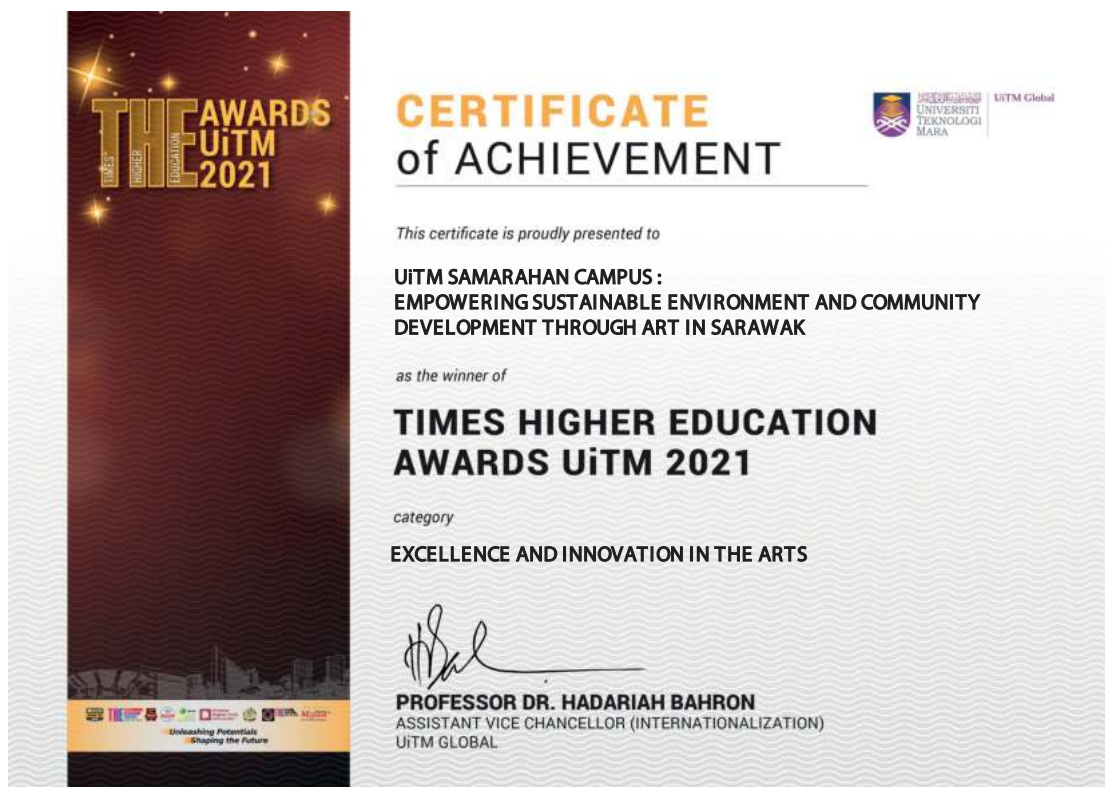 THE AWARDS
UiTM
2021
TIMES HIGHER EDUCATION
CERTIFICATE
of ACHIEVEMENT
UNIVERSITI
TEKNOLOGI
MARA
UiTM Global
This certificate is proudly presented to
UiTM SAMARAHAN CAMPUS :
EMPOWERING SUSTAINABLE ENVIRONMENT AND COMMUNITY
DEVELOPMENT THROUGH ART IN SARAWAK
as the winner of
TIMES HIGHER EDUCATION
AWARDS UiTM 2021
category
EXCELLENCE AND INNOVATION IN THE ARTS
PROFESSOR DR. HADARIAH BAHRON
ASSISTANT VICE CHANCELLOR (INTERNATIONALIZATION)
UiTM GLOBAL
THE
Unleashing Potentials
Shaping the Future